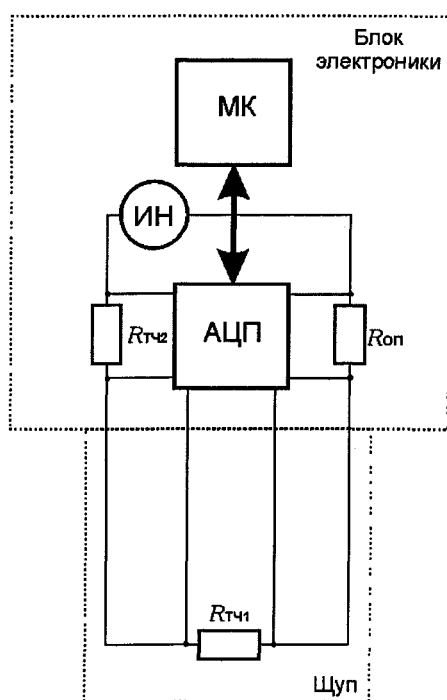 Блок
электроники
МК
ИН
Rтч2
АЦП
Rоп
Rтч1
Щуп